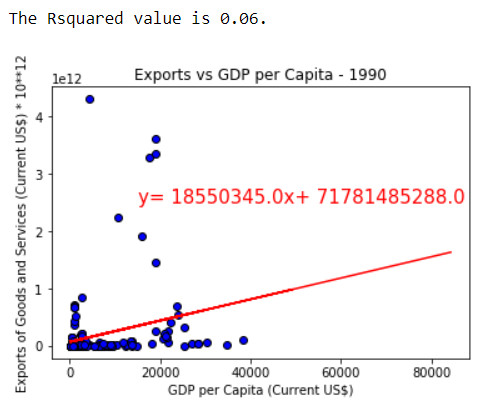 The Rsquared value is 0.06.
Exports vs GDP per Capita - 1990
1e12
Exports of Goods and Services (Current US$) * 10**12
4
3
2
1
0
y= 18550345.0x+ 71781485288.0
0 20000 40000 60000 80000
GDP per Capita (Current US$)